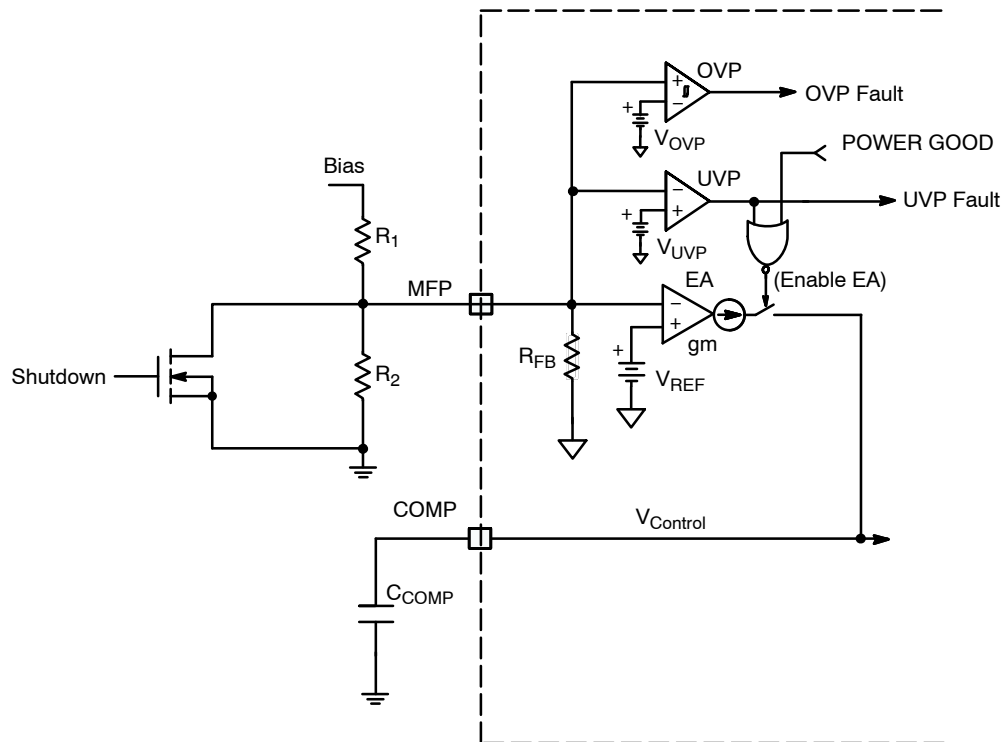 OVP
+
−
OVP Fault
+
V_OVP
POWER GOOD
Bias
UVP
−
+
UVP Fault
+
V_UVP
R_1
MFP
EA
(Enable EA)
−
+
gm
R_FB
+
V_REF
Shutdown
R_2
COMP
V_Control
C_COMP